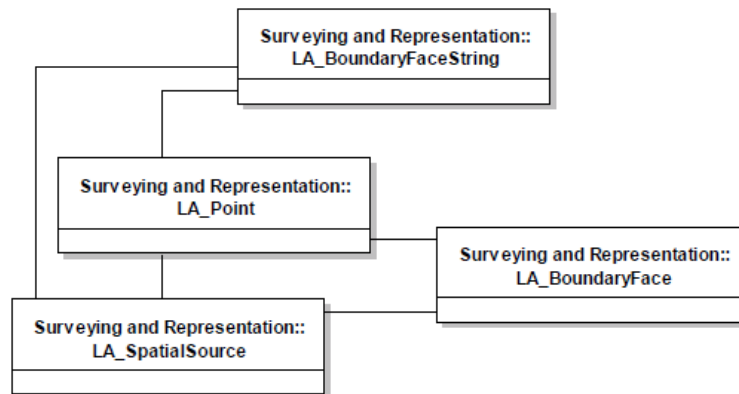 Surveying and Representation::
LA_BoundaryFaceString
Surveying and Representation::
LA_Point
Surveying and Representation::
LA_BoundaryFace
Surveying and Representation::
LA_SpatialSource